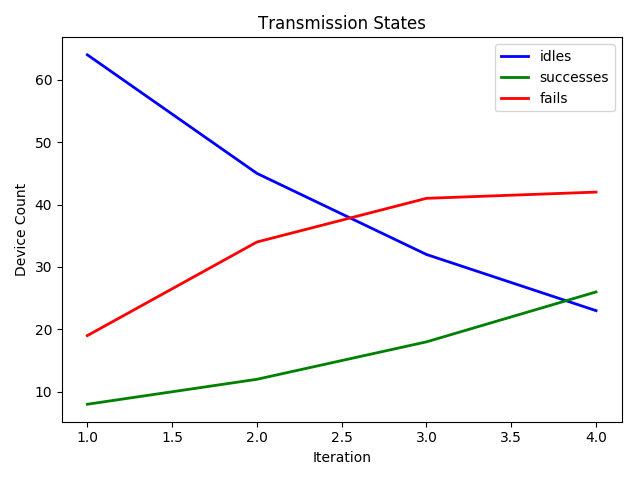 Transmission States
idles
successes
fails
Device Count
60
50
40
30
20
10
1.0 1.5 2.0 2.5 3.0 3.5 4.0
Iteration